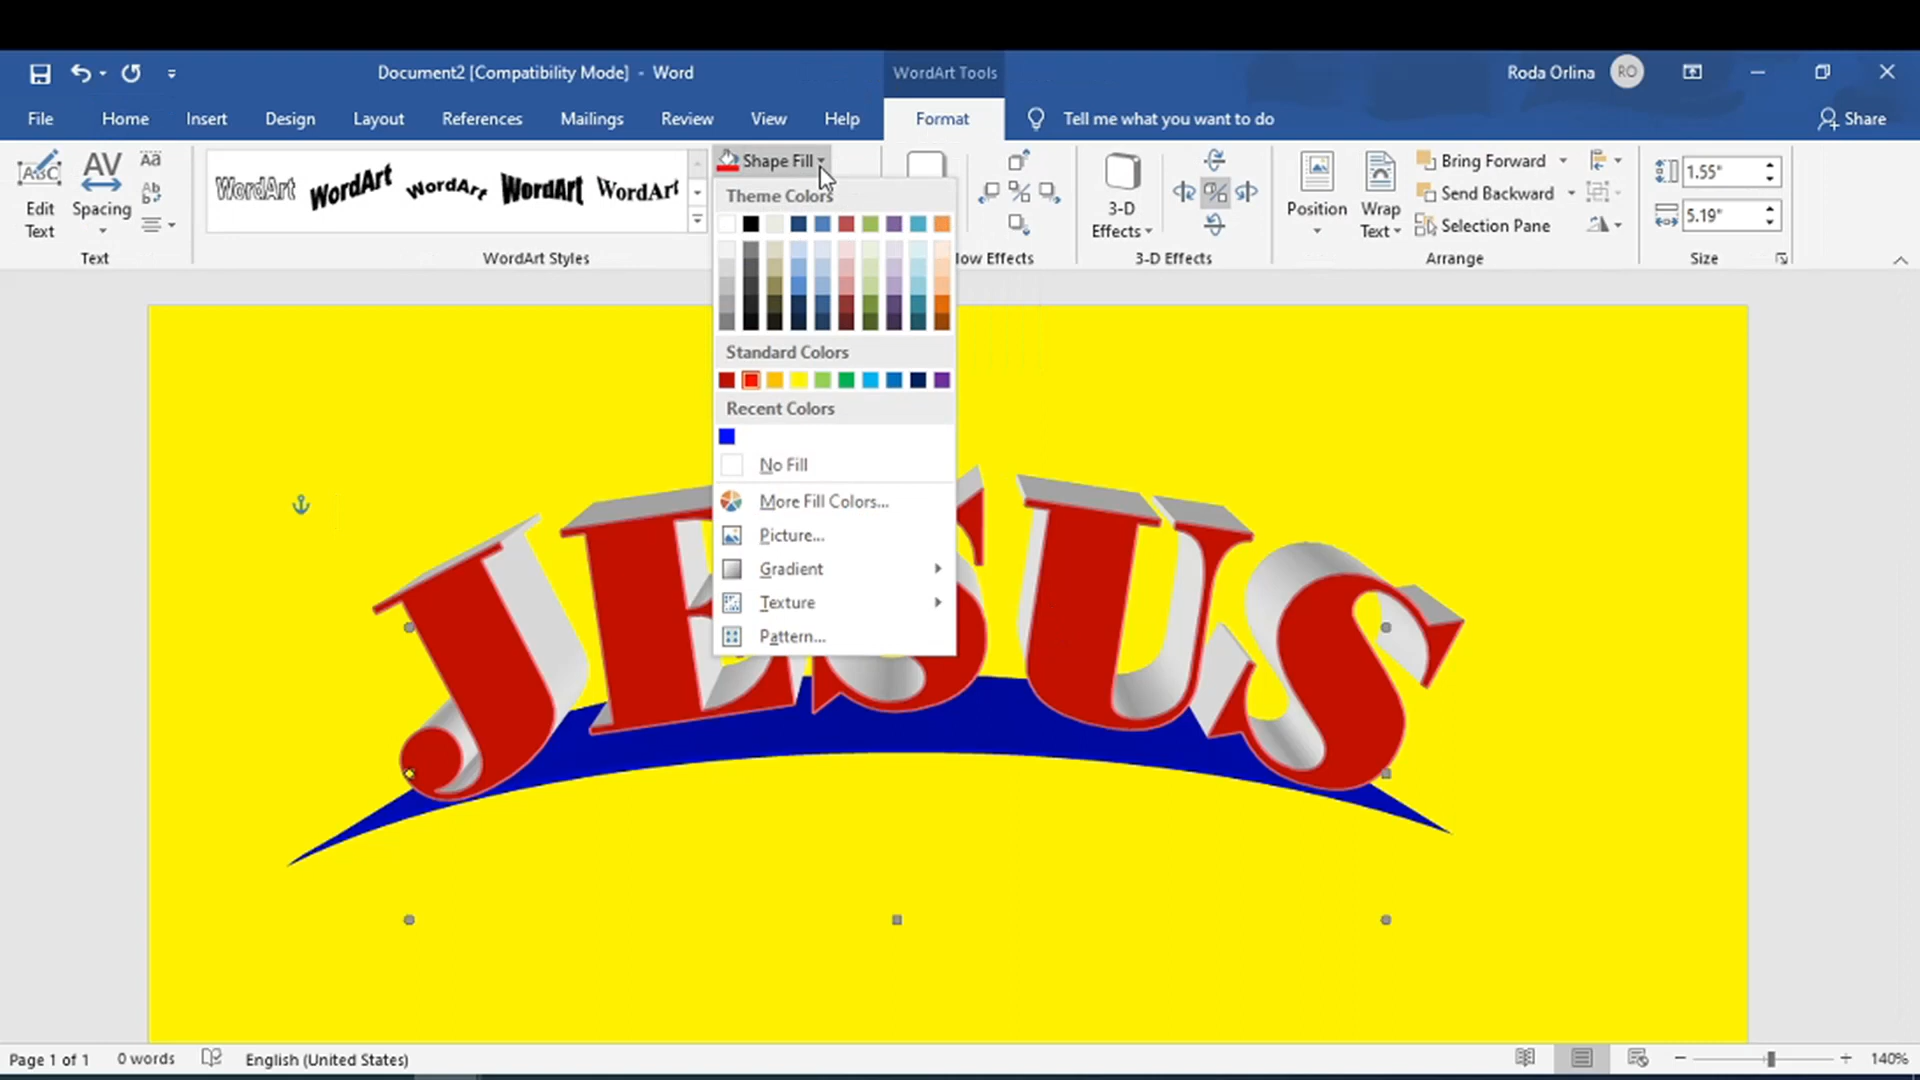 Document2 [Compatibility Mode] - Word
WordArt Tools
Roda Orlina
RO
File
Home
Insert
Design
Layout
References
Mailings
Review
View
Help
Format
Tell me what you want to do
Share
Edit
Text
AV
Spacing
Aa
Ab
Text
WordArt
WordArt
WordArt
WordArt
WordArt
WordArt Styles
Shape Fill
Theme Colors
Standard Colors
Recent Colors
No Fill
More Fill Colors...
Picture...
Gradient
Texture
Pattern...
3-D
Effects
3-D Effects
Position
Wrap
Text
Bring Forward
Send Backward
Selection Pane
Arrange
1.55"
5.19"
Size
JESUS
Page 1 of 1
0 words
English (United States)
140%